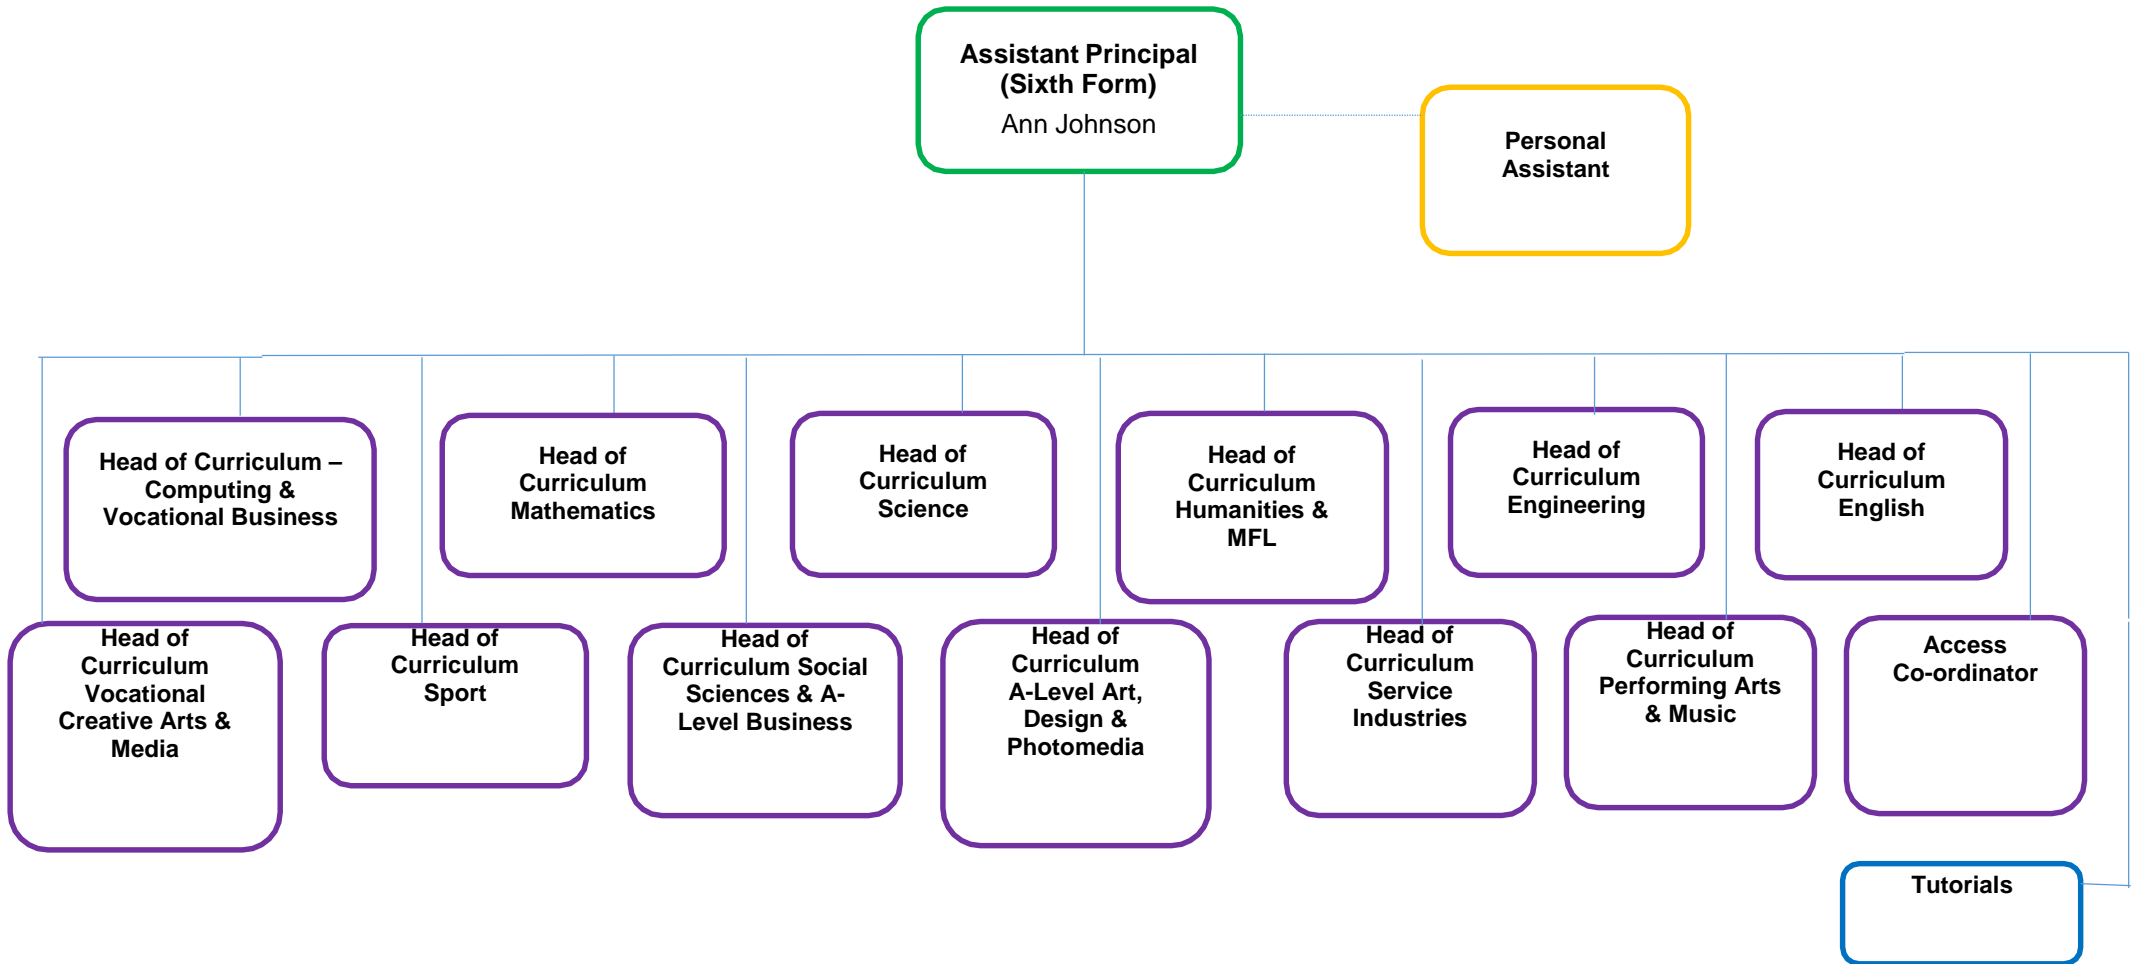 Assistant Principal
(Sixth Form)
Ann Johnson
Personal
Assistant
Head of Curriculum –
Computing &
Vocational Business
Head of
Curriculum
Mathematics
Head of
Curriculum
Science
Head of
Curriculum
Humanities &
MFL
Head of
Curriculum
Engineering
Head of
Curriculum
English
Head of
Curriculum
Vocational
Creative Arts &
Media
Head of
Curriculum
Sport
Head of
Curriculum Social
Sciences & A-
Level Business
Head of
Curriculum
A-Level Art,
Design &
Photomedia
Head of
Curriculum
Service
Industries
Head of
Curriculum
Performing Arts
& Music
Access
Co-ordinator
Tutorials